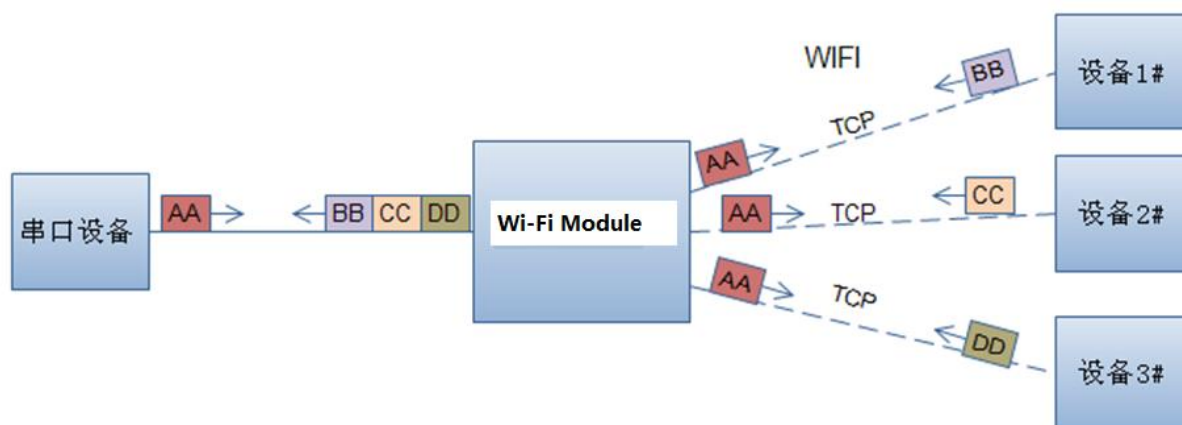 WIFI
BB
设备1#
TCP
AA
串口设备
AA
BB CC DD
Wi-Fi Module
AA
TCP
CC
设备2#
AA
TCP
DD
设备3#